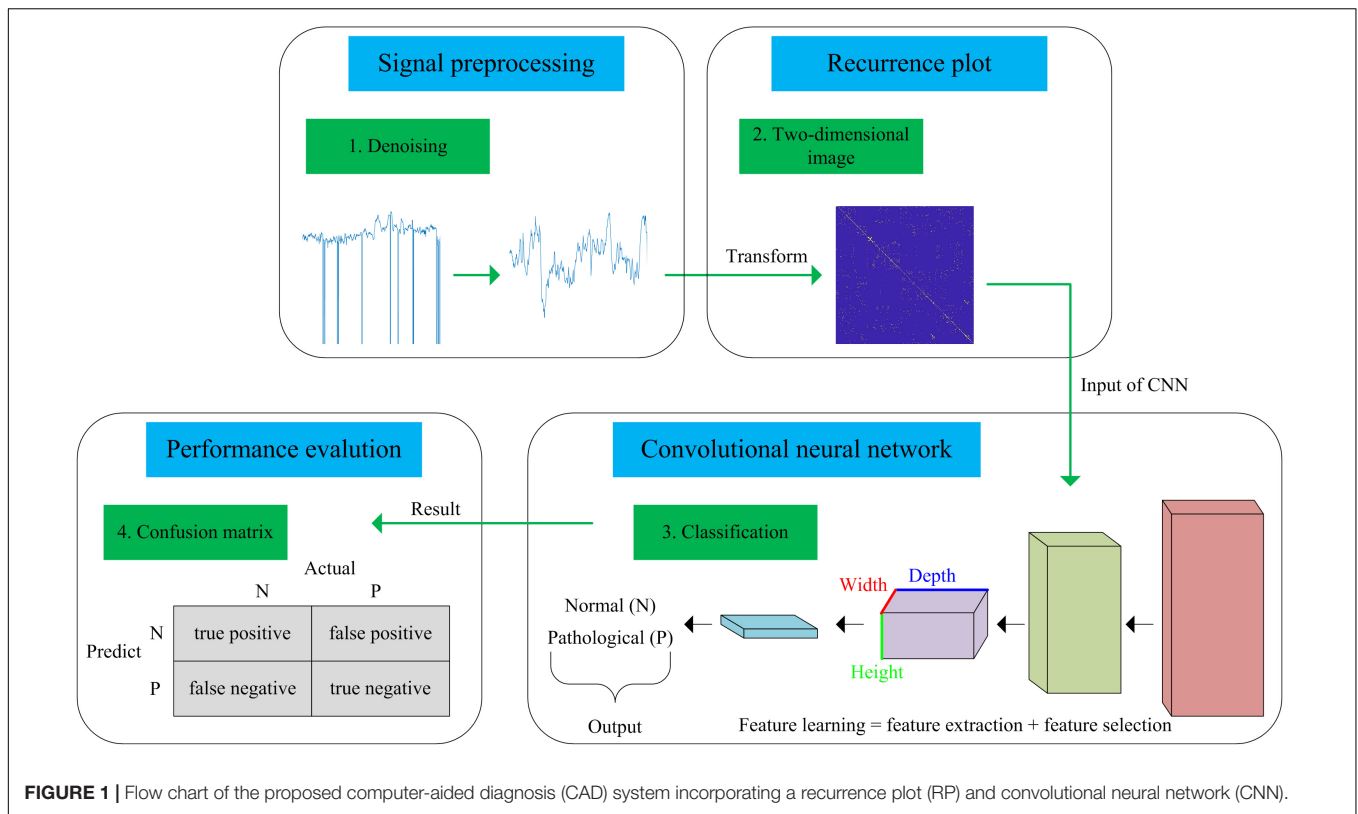 Signal preprocessing
1. Denoising
Recurrence plot
2. Two-dimensional
image
Transform
Input of CNN
Performance evalution
4. Confusion matrix
Result
Actual
N P
Predict
N true positive false positive
P false negative true negative
Convolutional neural network
3. Classification
Normal (N)
Pathological (P)
Output
Width
Depth
Height
Feature learning = feature extraction + feature selection
FIGURE 1 | Flow chart of the proposed computer-aided diagnosis (CAD) system incorporating a recurrence plot (RP) and convolutional neural network (CNN).